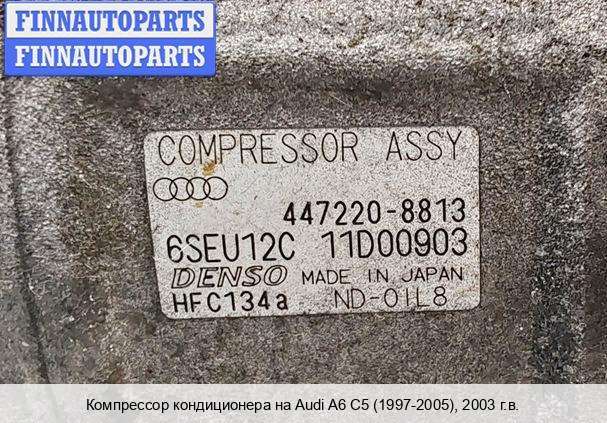 FINNAUTOPARTS
FINNAUTOPARTS
COMPRESSOR ASSY
447220-8813
6SEU12C 11D00903
DENSO MADE IN JAPAN
HFC134a ND-OIL8
Компрессор кондиционера на Audi A6 C5 (1997-2005), 2003 г.в.